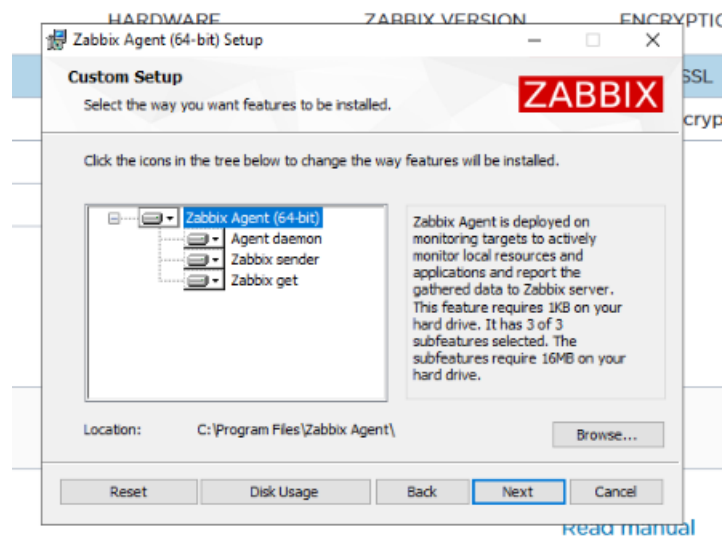 HARDWARE ZABBIX VERSION
Zabbix Agent (64-bit) Setup
SSL
Custom Setup
Select the way you want features to be installed.
ZABBIX
Click the icons in the tree below to change the way features will be installed.
Zabbix Agent (64-bit)
Agent daemon
Zabbix sender
Zabbix get
Zabbix Agent is deployed on
monitoring targets to actively
monitor local resources and
applications and report the
gathered data to Zabbix server.
This feature requires 1KB on your
hard drive. It has 3 of 3
subfeatures selected. The
subfeatures require 16MB on your
hard drive.
Location: C:\Program Files\Zabbix Agent\
Browse...
Reset Disk Usage Back Next Cancel
Read manual